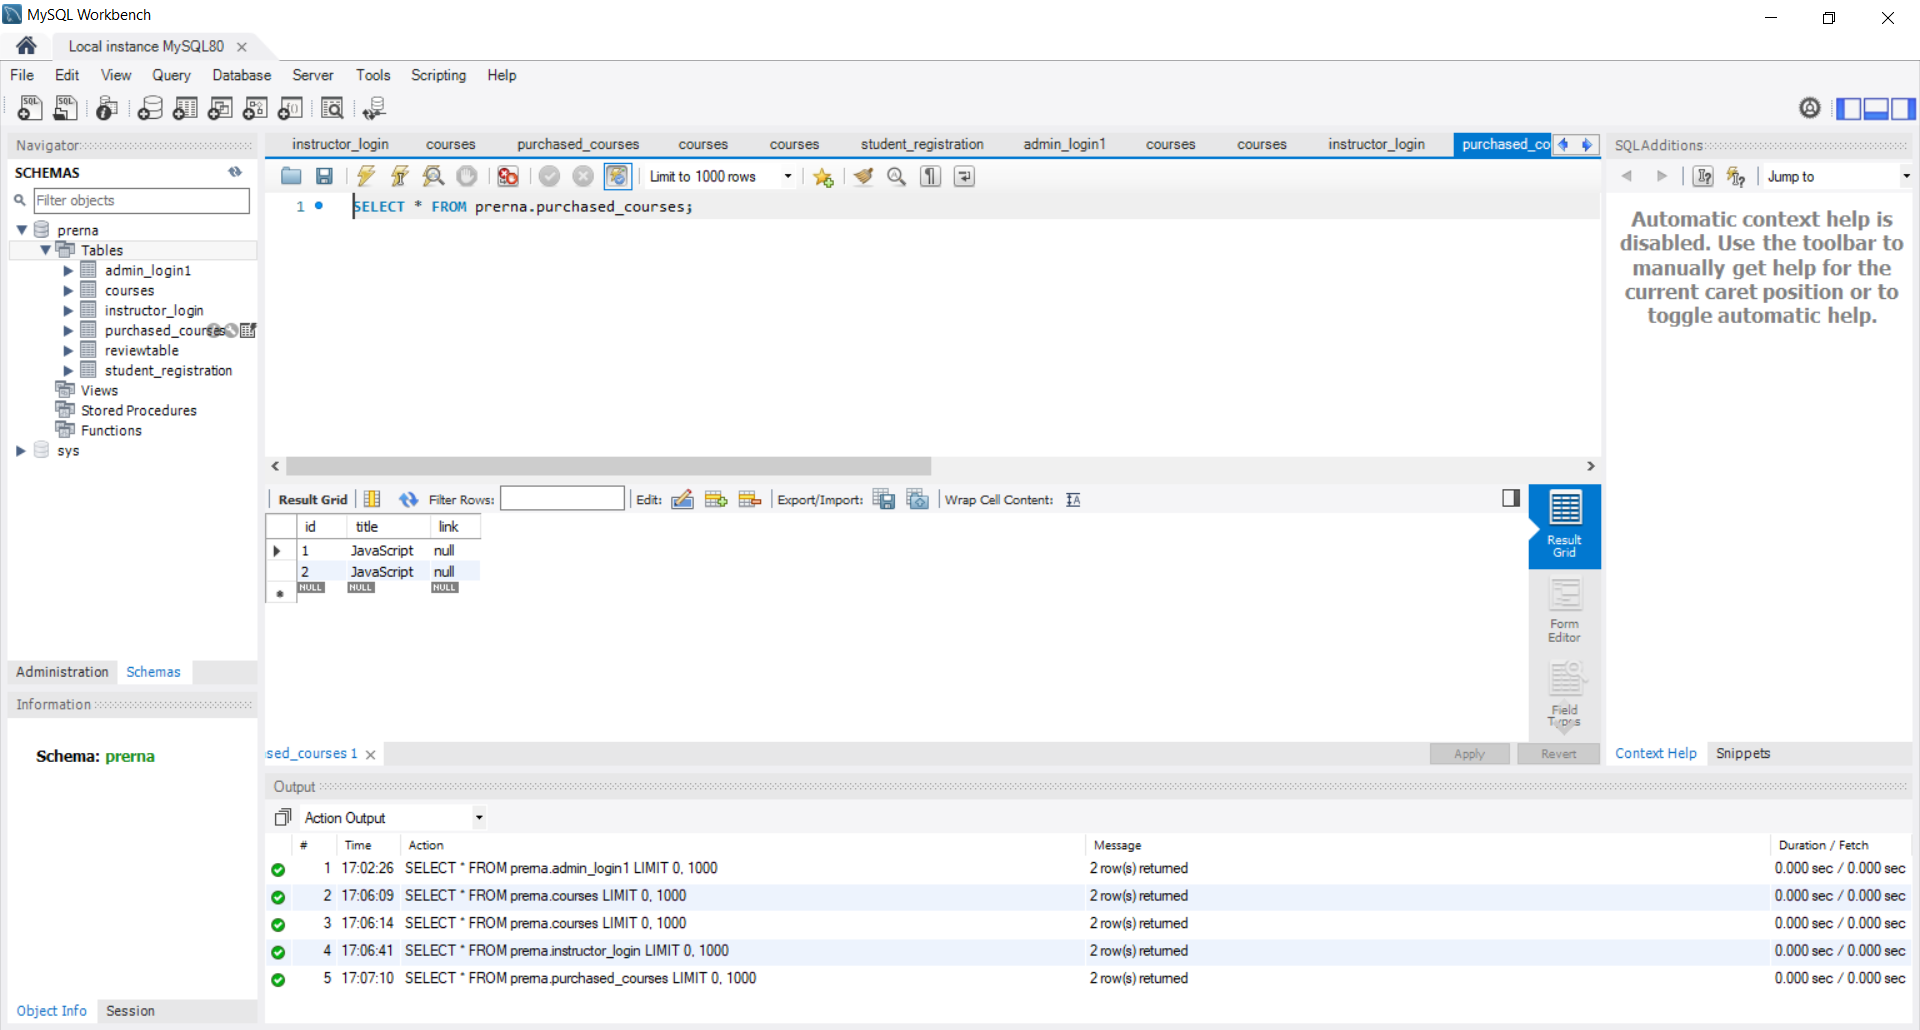 MySQL Workbench
Local instance MySQL80
File Edit View Query Database Server Tools Scripting Help
Navigator
SCHEMAS
Filter objects
prerna
Tables
admin_login1
courses
instructor_login
purchased_courses
reviewtable
student_registration
Views
Stored Procedures
Functions
sys
Administration Schemas
Information
Schema: prerna
Object Info Session
instructor_login courses purchased_courses courses courses student_registration admin_login1 courses courses instructor_login purchased_co
Limit to 1000 rows
1 SELECT * FROM prerna.purchased_courses;
Result Grid Filter Rows: Edit: Export/Import: Wrap Cell Content:
id title link
1 JavaScript null
2 JavaScript null
NULL NULL NULL
Result
Grid
Form
Editor
Field
Types
sed_courses 1 Apply Revert
SQLAdditions
Jump to
Automatic context help is
disabled. Use the toolbar to
manually get help for the
current caret position or to
toggle automatic help.
Context Help Snippets
Output
Action Output
# Time Action Message Duration / Fetch
1 17:02:26 SELECT * FROM prerna.admin_login1 LIMIT 0, 1000 2 row(s) returned 0.000 sec / 0.000 sec
2 17:06:09 SELECT * FROM prerna.courses LIMIT 0, 1000 2 row(s) returned 0.000 sec / 0.000 sec
3 17:06:14 SELECT * FROM prerna.courses LIMIT 0, 1000 2 row(s) returned 0.000 sec / 0.000 sec
4 17:06:41 SELECT * FROM prerna.instructor_login LIMIT 0, 1000 2 row(s) returned 0.000 sec / 0.000 sec
5 17:07:10 SELECT * FROM prerna.purchased_courses LIMIT 0, 1000 2 row(s) returned 0.000 sec / 0.000 sec